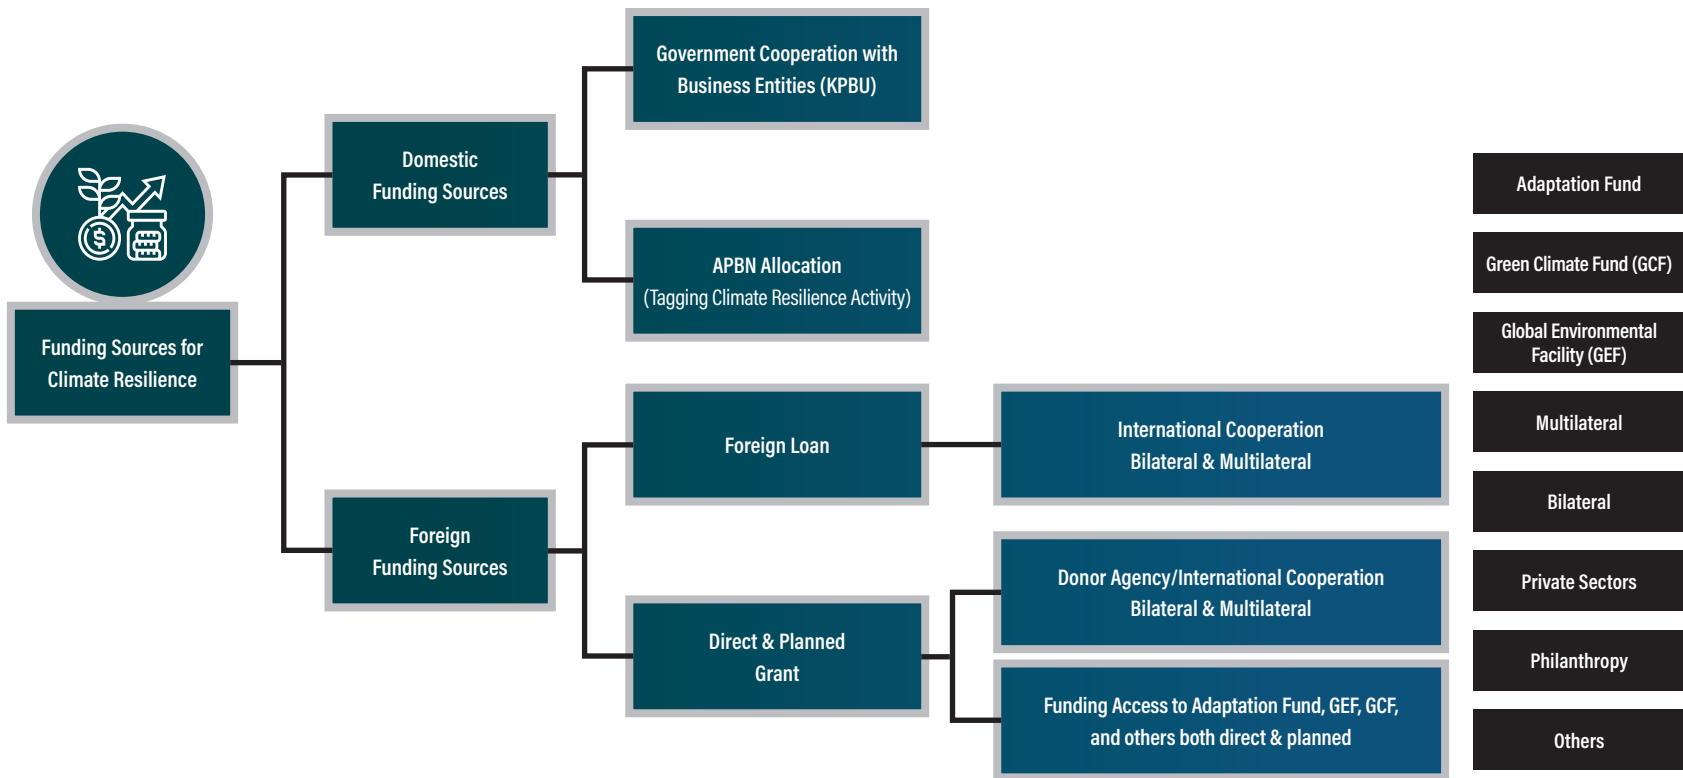 Funding Sources for
Climate Resilience
Domestic
Funding Sources
Government Cooperation with
Business Entities (KPBU)
APBN Allocation
(Tagging Climate Resilience Activity)
Foreign
Funding Sources
Foreign Loan
International Cooperation
Bilateral & Multilateral
Direct & Planned
Grant
Donor Agency/International Cooperation
Bilateral & Multilateral
Funding Access to Adaptation Fund, GEF, GCF,
and others both direct & planned
Adaptation Fund
Green Climate Fund (GCF)
Global Environmental
Facility (GEF)
Multilateral
Bilateral
Private Sectors
Philanthropy
Others